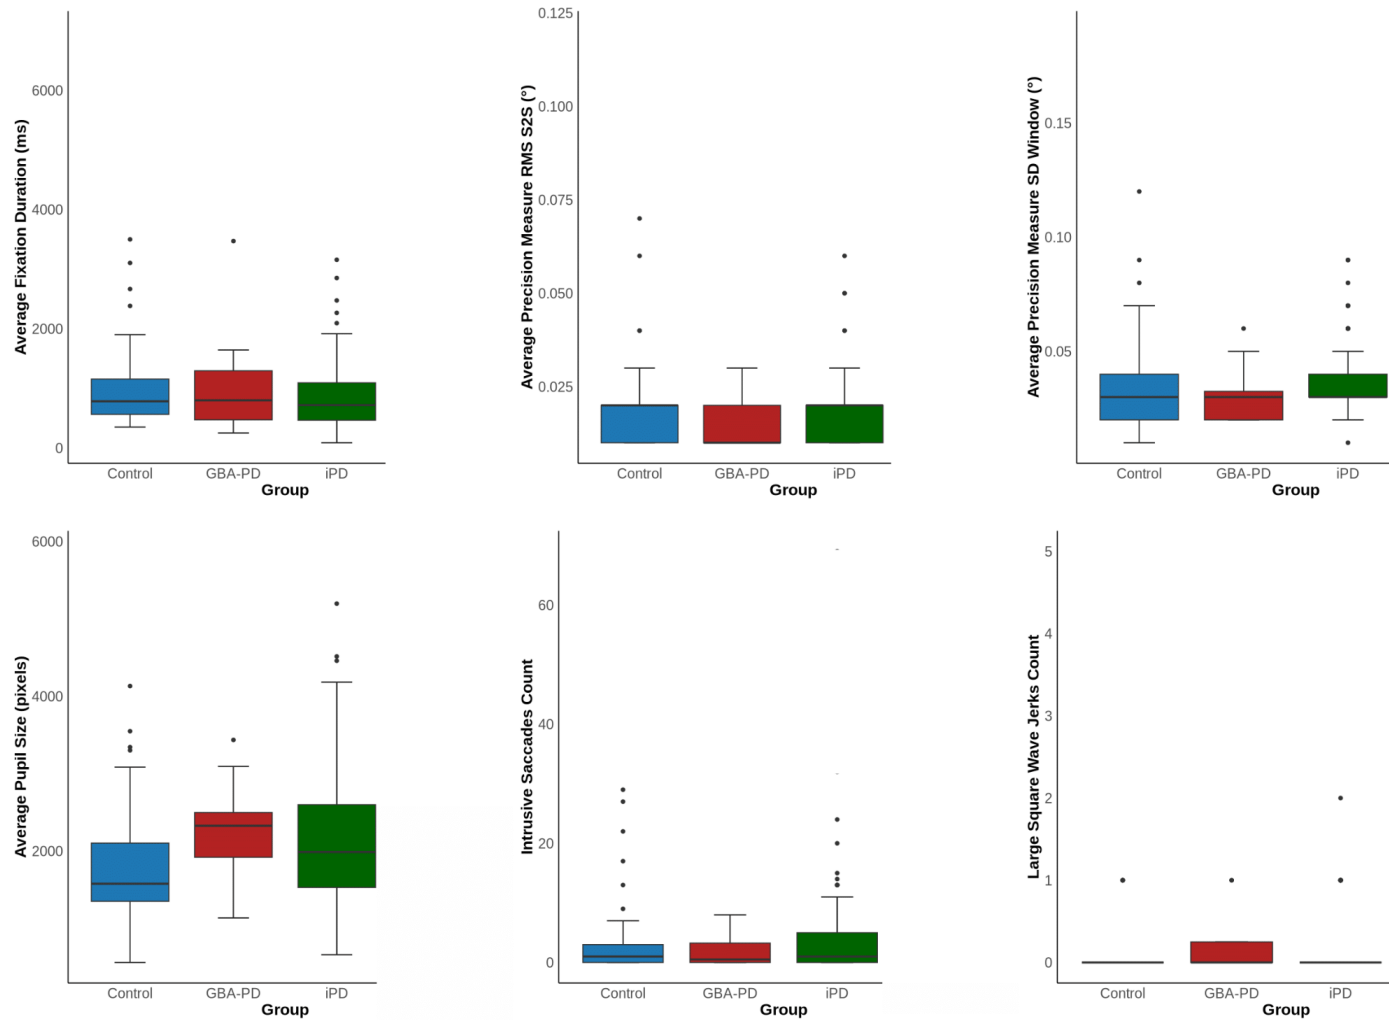 Average Fixation Duration (ms)
6000
4000
2000
0
Control GBA-PD iPD
Group
Average Precision Measure RMS S2S (°)
0.125
0.100
0.075
0.050
0.025
Control GBA-PD iPD
Group
Average Precision Measure SD Window (°)
0.15
0.10
0.05
Control GBA-PD iPD
Group
Average Pupil Size (pixels)
6000
4000
2000
Control GBA-PD iPD
Group
Intrusive Saccades Count
60
40
20
0
Control GBA-PD iPD
Group
Large Square Wave Jerks Count
5
4
3
2
1
0
Control GBA-PD iPD
Group